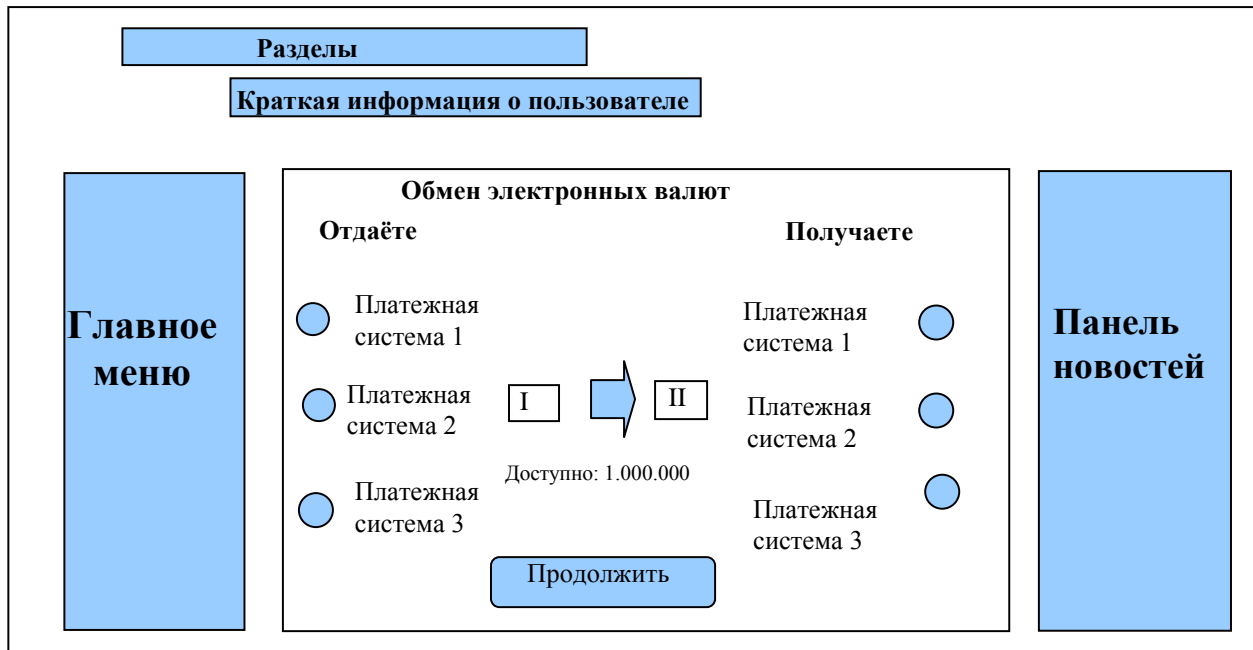 Разделы
Краткая информация о пользователе
Главное
меню
Обмен электронных валют
Отдаёте
Получаете
Платежная
система 1
Платежная
система 2
Платежная
система 3
I
II
Доступно: 1.000.000
Платежная
система 1
Платежная
система 2
Платежная
система 3
Продолжить
Панель
новостей